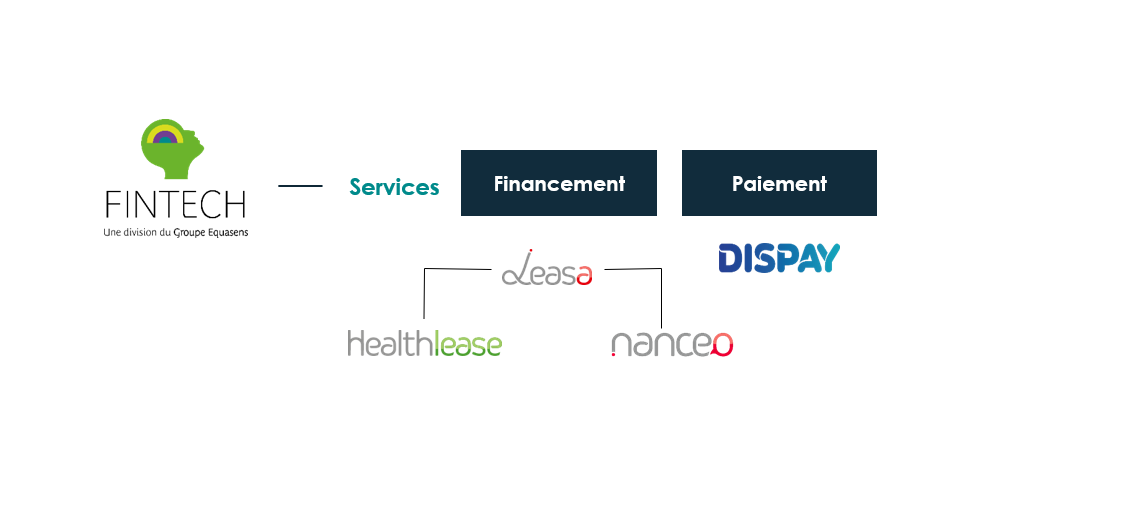 FINTECH
Une division du Groupe Equasens
Services
Financement
Paiement
Leasa
DISPAY
Healthlease
nanceo